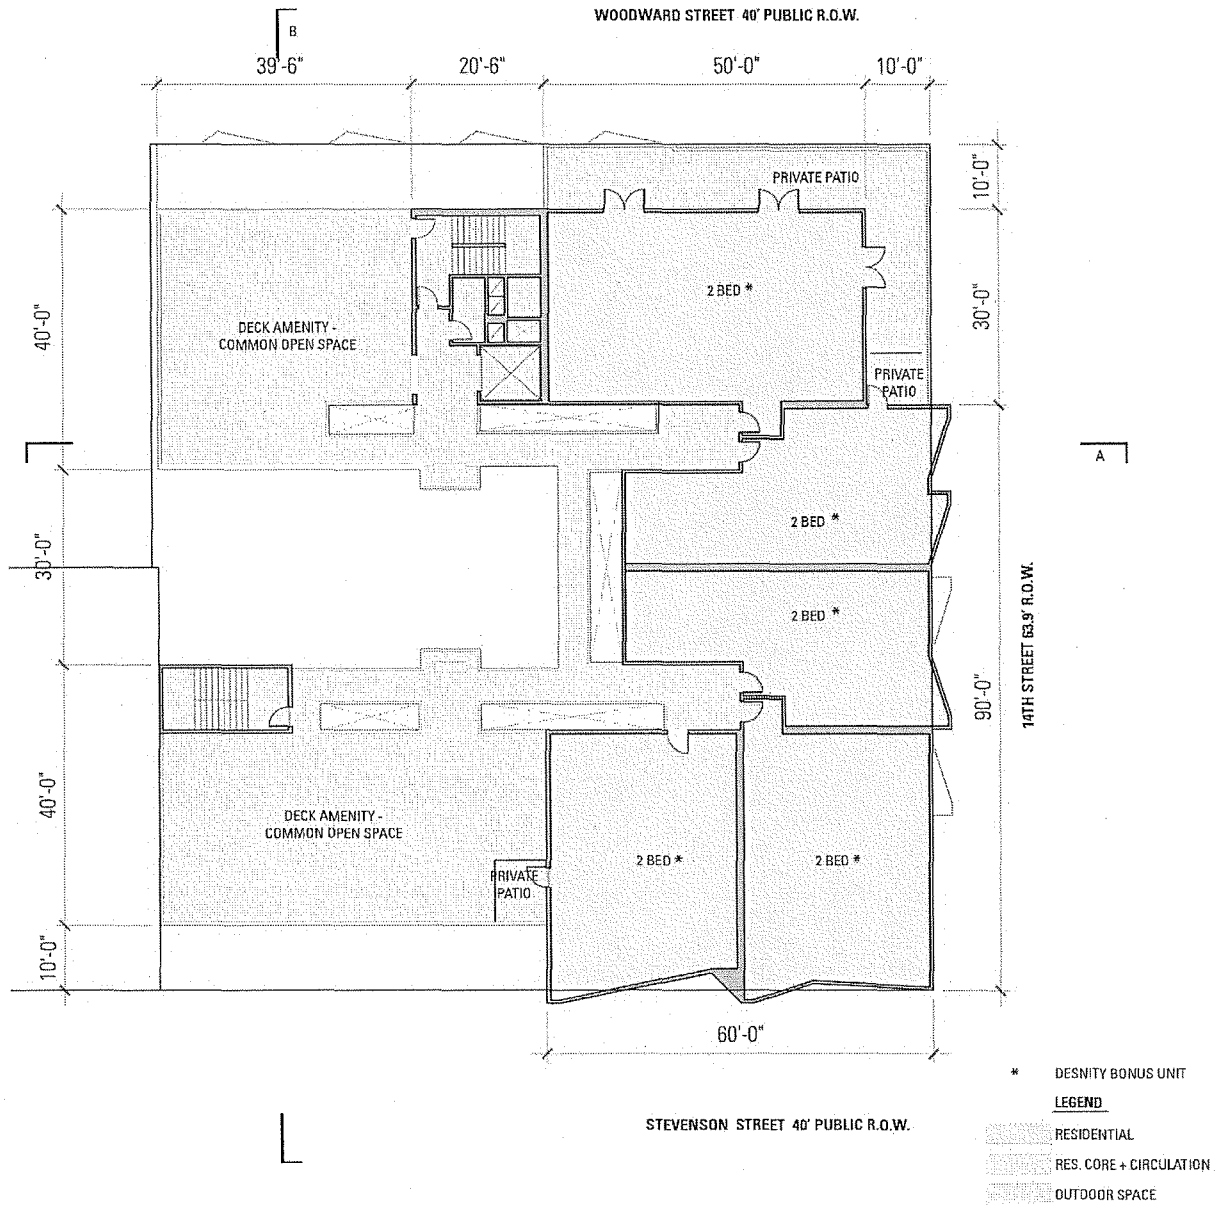 WOODWARD STREET 40' PUBLIC R.O.W.
B
39'-6"
20'-6"
50'-0"
10'-0"
PRIVATE PATIO
10'-0"
2 BED *
30'-0"
40'-0"
DECK AMENITY -
COMMON OPEN SPACE
PRIVATE
PATIO
A
2 BED *
30'-0"
2 BED *
14TH STREET 63.9' R.O.W.
90'-0"
40'-0"
DECK AMENITY -
COMMON OPEN SPACE
2 BED *
2 BED *
PRIVATE
PATIO
10'-0"
60'-0"
* DESNITY BONUS UNIT
LEGEND
STEVENSON STREET 40' PUBLIC R.O.W.
RESIDENTIAL
RES. CORE + CIRCULATION
OUTDOOR SPACE